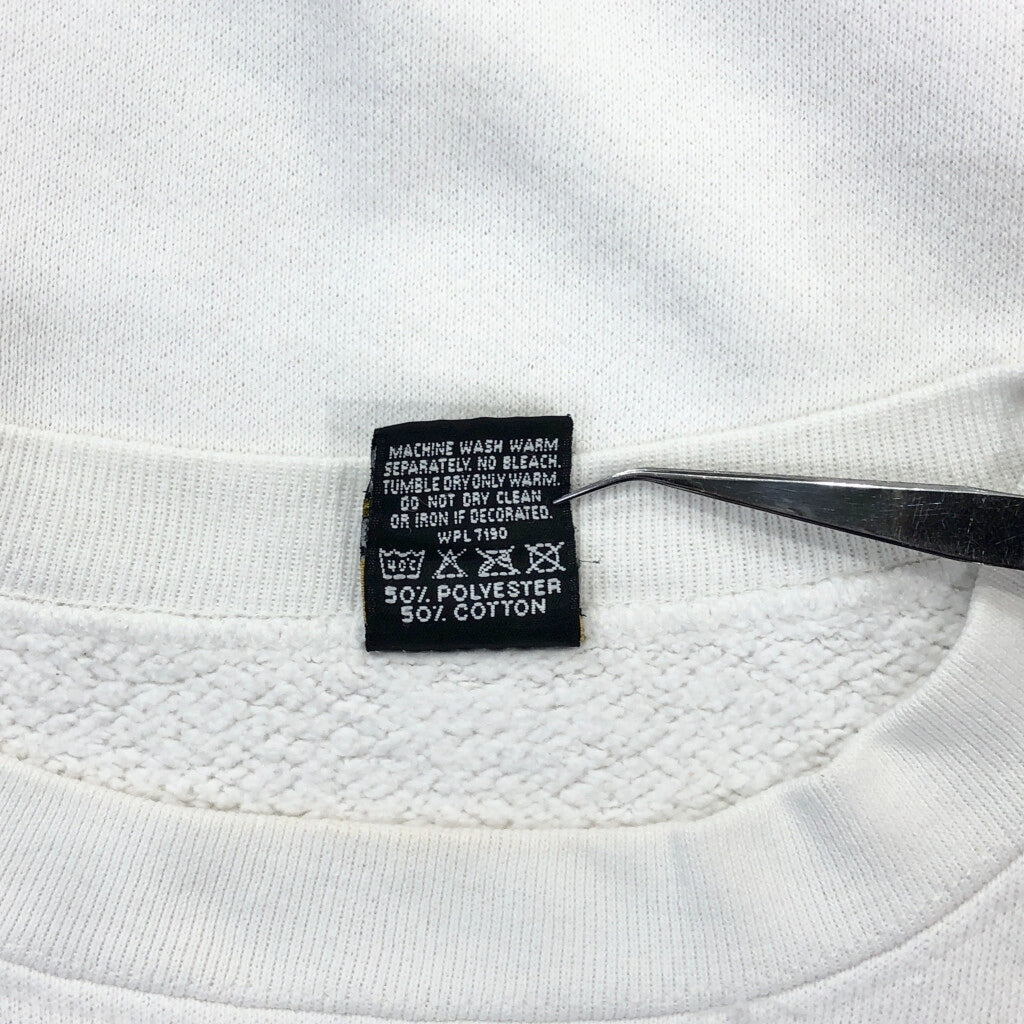 MACHINE WASH WARM
SEPARATELY. NO BLEACH.
TUMBLE DRY ONLY WARM.
DO NOT DRY CLEAN
OR IRON IF DECORATED.
WPL 7190
40°C
50% POLYESTER
50% COTTON